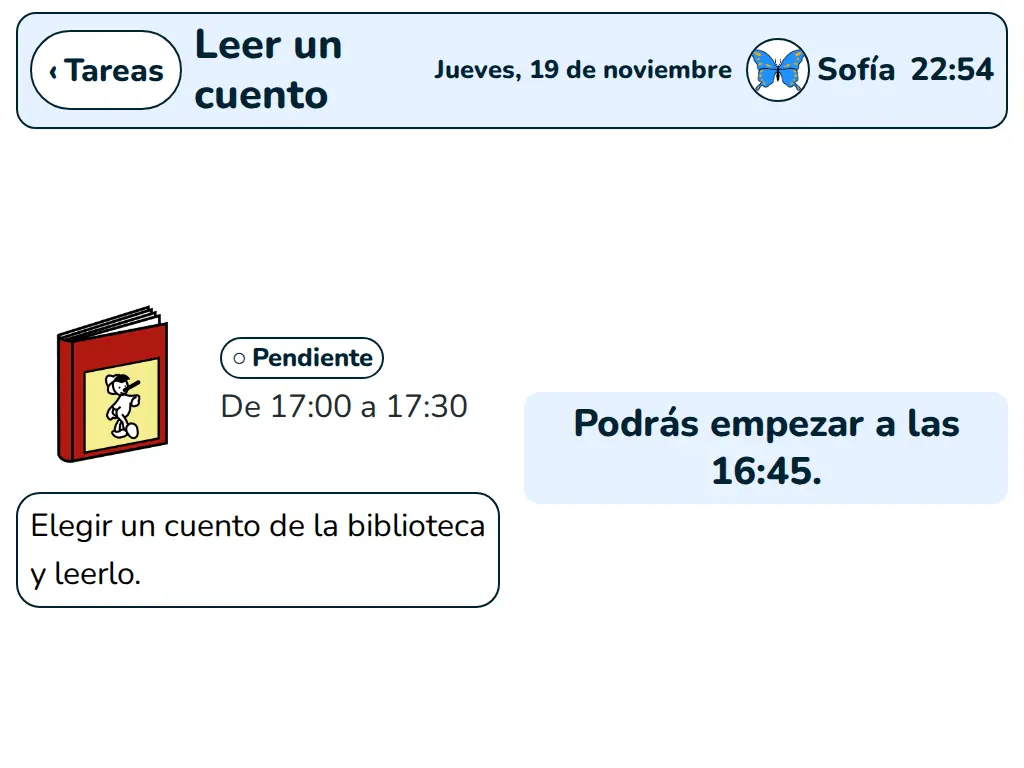 ‹ Tareas
Leer un
cuento
Jueves, 19 de noviembre
Sofía 22:54
○ Pendiente
De 17:00 a 17:30
Podrás empezar a las
16:45.
Elegir un cuento de la biblioteca
y leerlo.